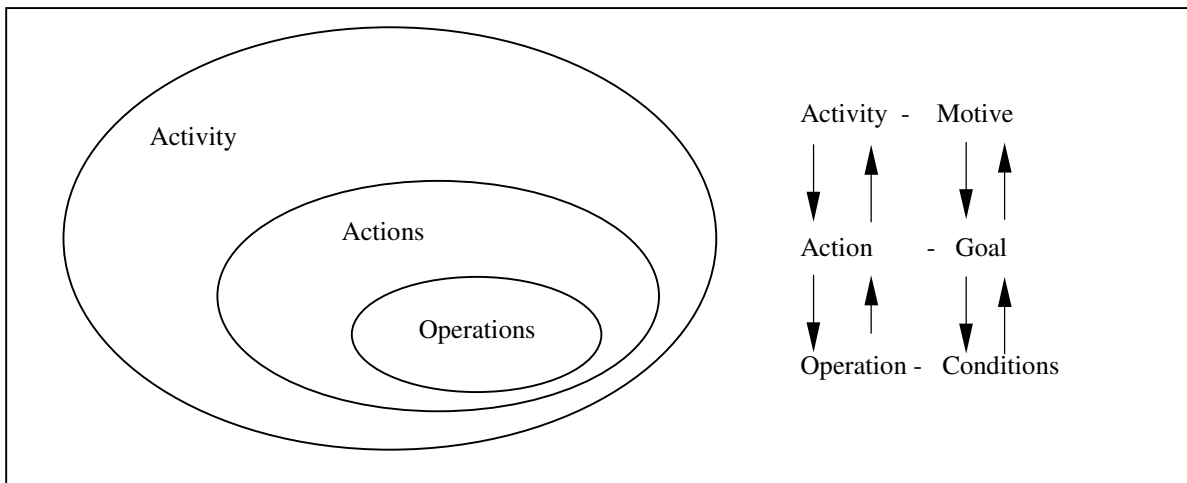 Activity
Actions
Operations
Activity - Motive
Action - Goal
Operation - Conditions